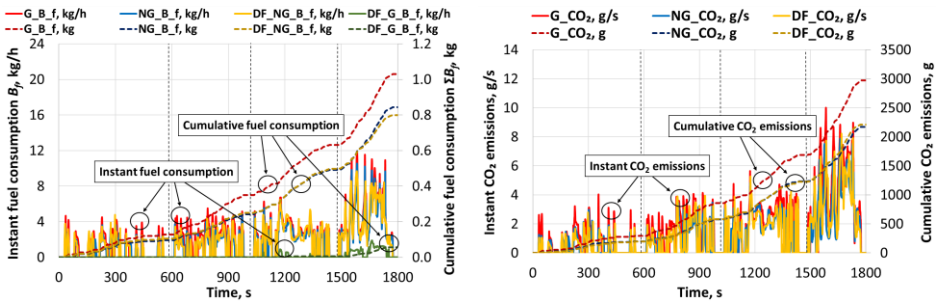 G_B_f, kg/h NG_B_f, kg/h DF_NG_B_f, kg/h DF_G_B_f, kg/h
G_B_f, kg NG_B_f, kg DF_NG_B_f, kg DF_G_B_f, kg
24
20
16
12
8
4
0
Instant fuel consumption Bf, kg/h
1.2
1.0
0.8
0.6
0.4
0.2
0.0
Cumulative fuel consumption ΣBf, kg
Cumulative fuel consumption
Instant fuel consumption
0 300 600 900 1200 1500 1800
Time, s
G_CO₂, g/s NG_CO₂, g/s DF_CO₂, g/s
G_CO₂, g NG_CO₂, g DF_CO₂, g
14
12
10
8
6
4
2
0
Instant CO₂ emissions, g/s
3500
3000
2500
2000
1500
1000
500
0
Cumulative CO₂ emissions, g
Cumulative CO₂ emissions
Instant CO₂ emissions
0 300 600 900 1200 1500 1800
Time, s